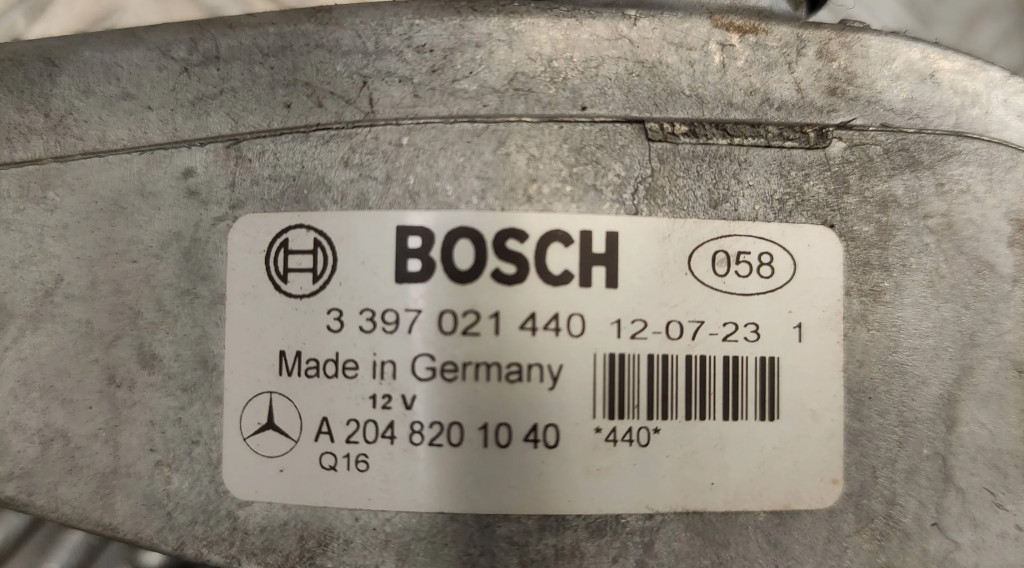 BOSCH 058
3 397 021 440 12-07-23 1
Made in Germany
12 V
A 204 820 10 40 *440*
Q16